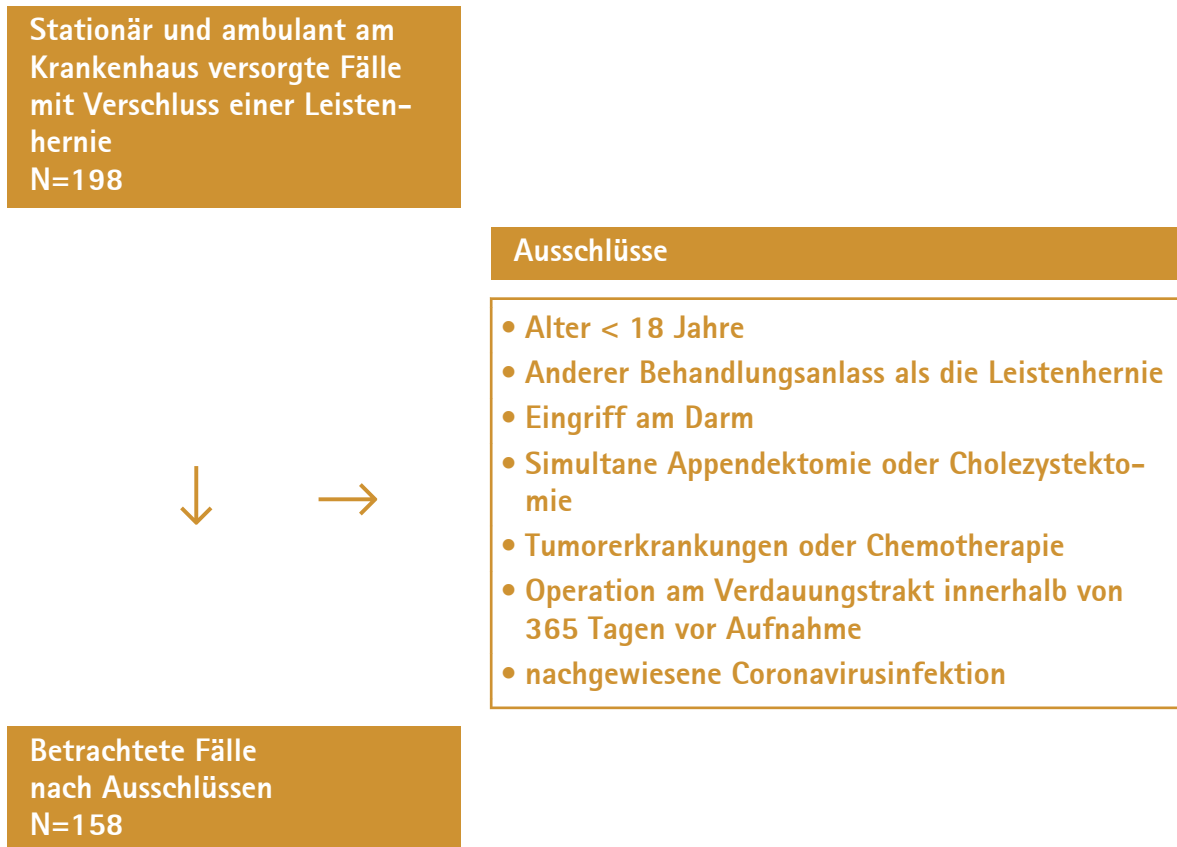 Stationär und ambulant am
Krankenhaus versorgte Fälle
mit Verschluss einer Leisten-
hernie
N=198
Ausschlüsse
• Alter < 18 Jahre
• Anderer Behandlungsanlass als die Leistenhernie
• Eingriff am Darm
• Simultane Appendektomie oder Cholezystekto-
mie
• Tumorerkrankungen oder Chemotherapie
• Operation am Verdauungstrakt innerhalb von
365 Tagen vor Aufnahme
• nachgewiesene Coronavirusinfektion
Betrachtete Fälle
nach Ausschlüssen
N=158